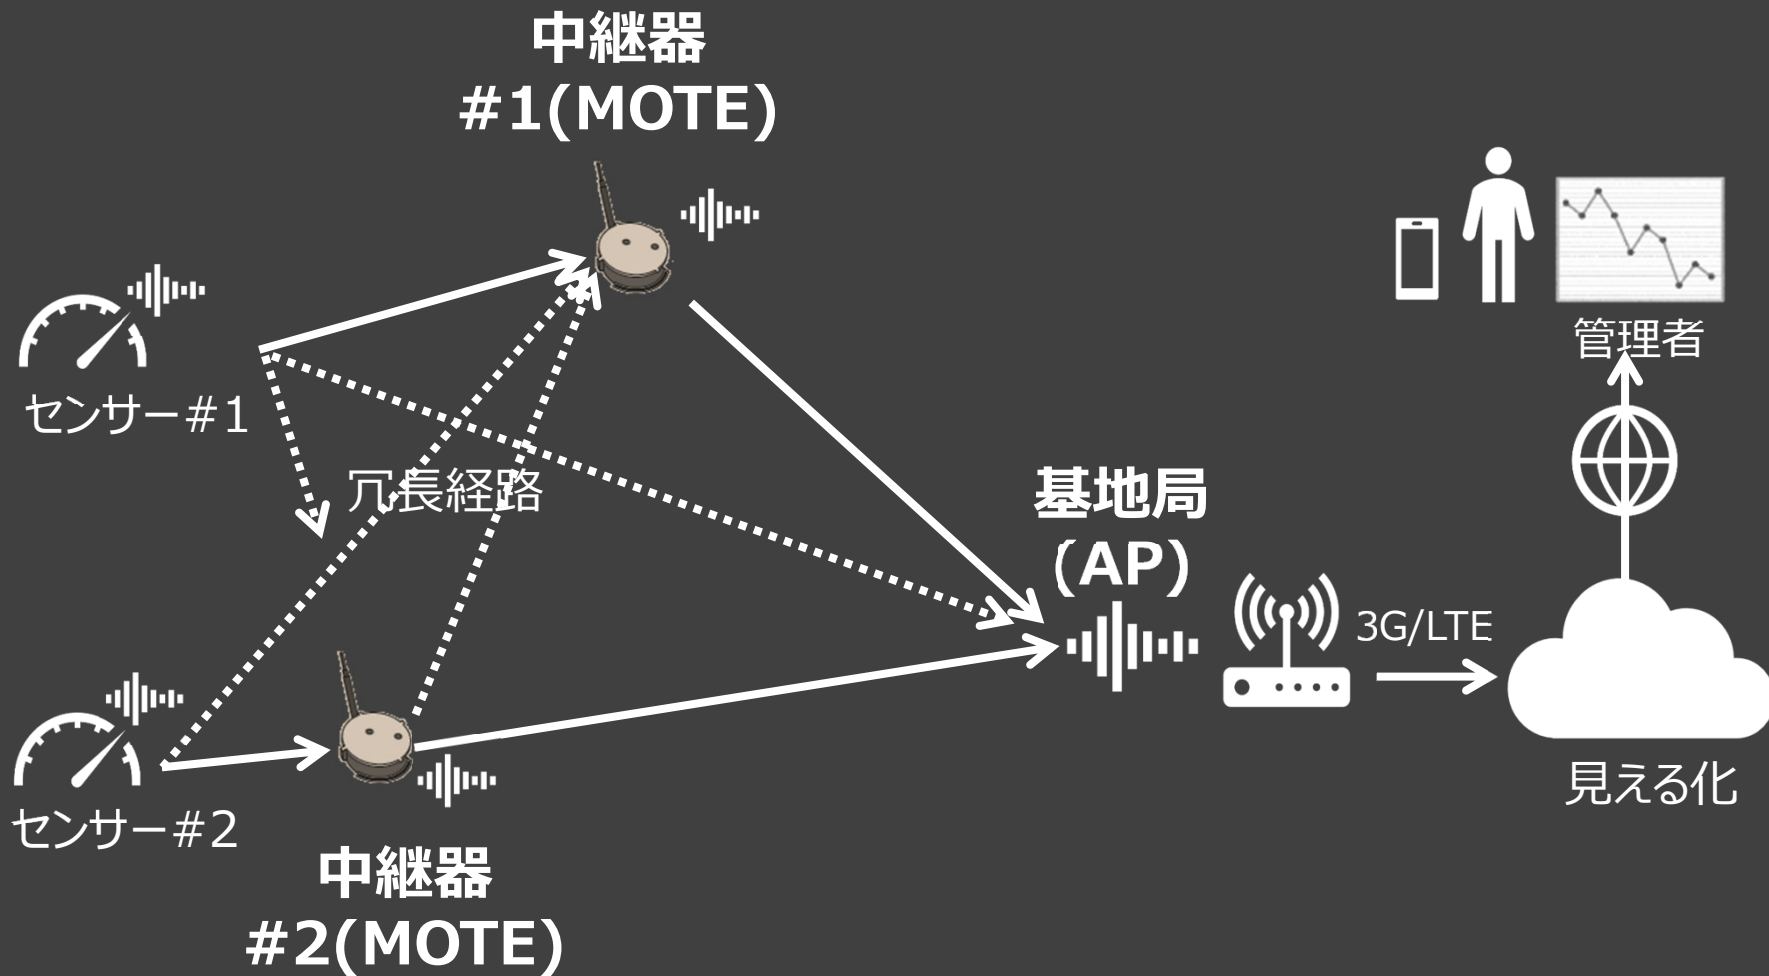 中継器
#1(MOTE)
管理者
センサー#1
冗長経路
基地局
(AP)
3G/LTE
見える化
センサー#2
中継器
#2(MOTE)